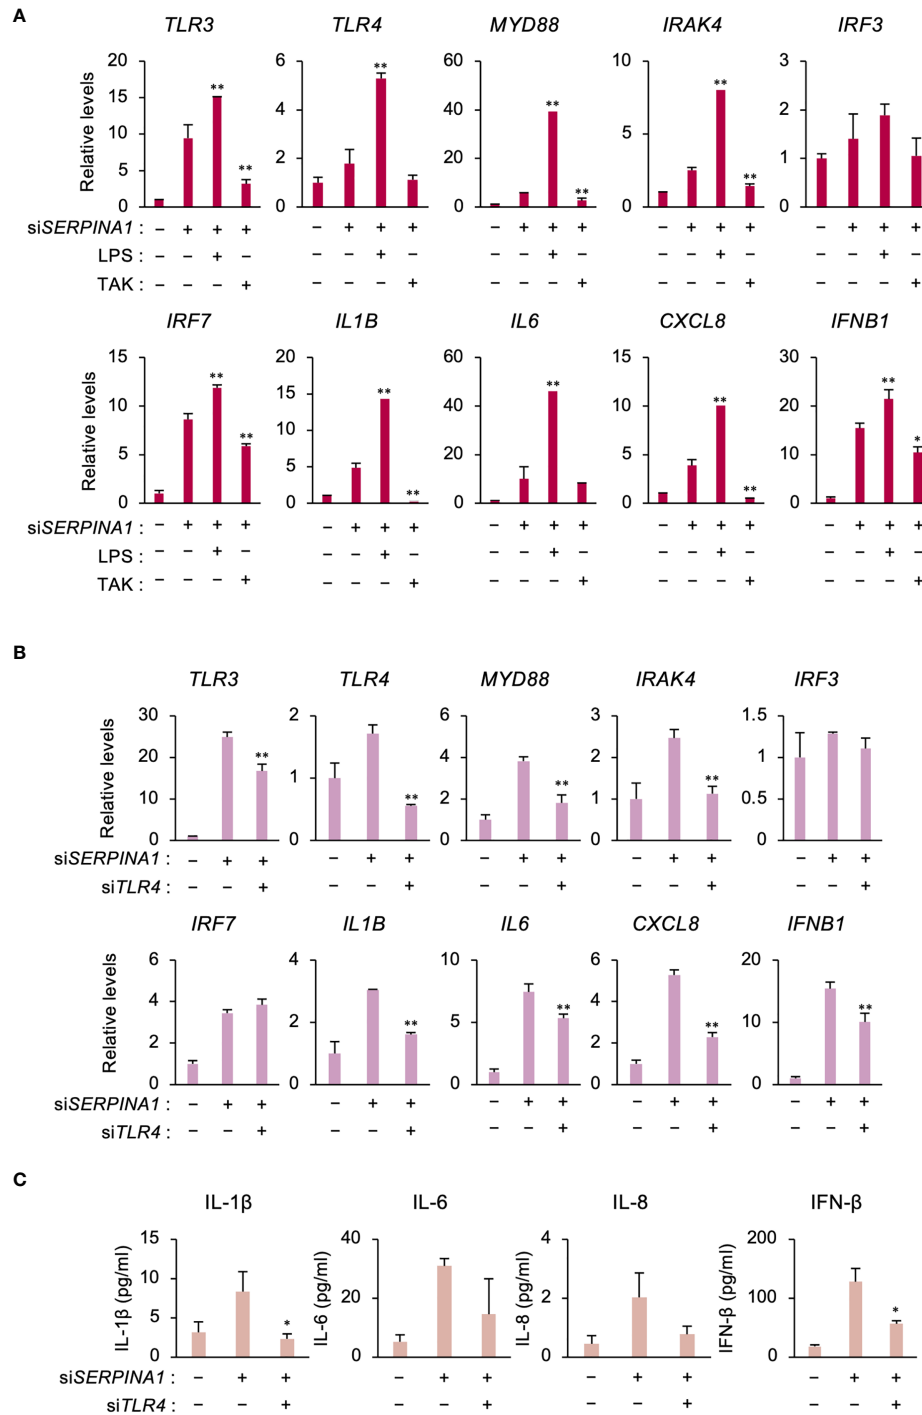 A
TLR3 TLR4 MYD88 IRAK4 IRF3
Relative levels
20 15 10 5 0
6 4 2 0
60 40 20 0
10 5 0
3 2 1 0
** ** ** ** ** ** **
siSERPINA1 : – + + + – + + + – + + + – + + + – + + +
LPS : – – + – – – + – – – + – – – + – – – + –
TAK : – – – + – – – + – – – + – – – + – – – +
IRF7 IL1B IL6 CXCL8 IFNB1
Relative levels
15 10 5 0
20 15 10 5 0
60 40 20 0
15 10 5 0
30 20 10 0
** ** ** ** ** ** ** ** *
siSERPINA1 : – + + + – + + + – + + + – + + + – + + +
LPS : – – + – – – + – – – + – – – + – – – + –
TAK : – – – + – – – + – – – + – – – + – – – +
B
TLR3 TLR4 MYD88 IRAK4 IRF3
Relative levels
30 20 10 0
2 1 0
6 4 2 0
3 2 1 0
1.5 1 0.5 0
** ** ** **
siSERPINA1 : – + + – + + – + + – + + – + +
siTLR4 : – – + – – + – – + – – + – – +
IRF7 IL1B IL6 CXCL8 IFNB1
Relative levels
6 4 2 0
4 2 0
10 5 0
6 4 2 0
20 10 0
** ** ** **
siSERPINA1 : – + + – + + – + + – + + – + +
siTLR4 : – – + – – + – – + – – + – – +
C
IL-1β IL-6 IL-8 IFN-β
IL-1β (pg/ml)
15 10 5 0
IL-6 (pg/ml)
40 20 0
IL-8 (pg/ml)
4 2 0
IFN-β (pg/ml)
200 100 0
* *
siSERPINA1 : – + + – + + – + + – + +
siTLR4 : – – + – – + – – + – – +